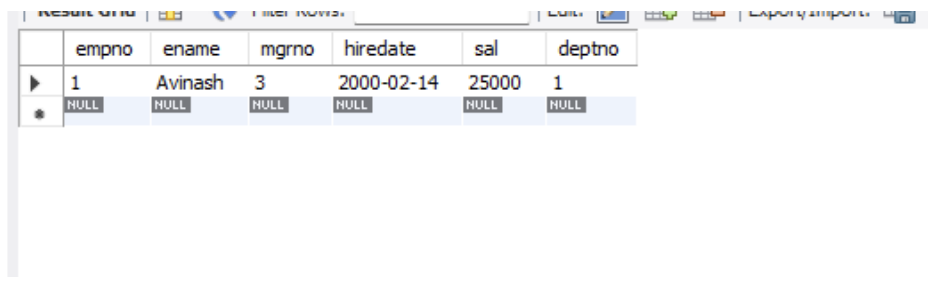 Result Grid Filter Rows: Edit: Export/Import:
empno ename mgrno hiredate sal deptno
1 Avinash 3 2000-02-14 25000 1
NULL NULL NULL NULL NULL NULL